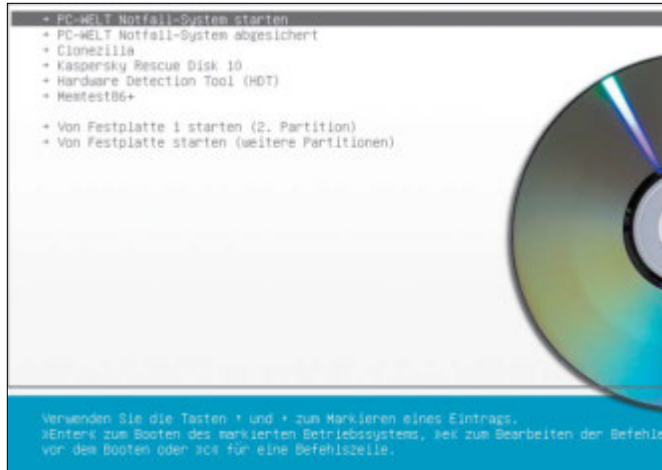 → PC-WELT Notfall-System starten
→ PC-WELT Notfall-System abgesichert
→ Clonezilla
→ Kaspersky Rescue Disk 10
→ Hardware Detection Tool (HDT)
→ Memtest86+
→ Von Festplatte 1 starten (2. Partition)
→ Von Festplatte starten (weitere Partitionen)
Verwenden Sie die Tasten ↑ und ↓ zum Markieren eines Eintrags.
»Enter« zum Booten des markierten Betriebssystems, »e« zum Bearbeiten der Befehle
vor dem Booten oder »c« für eine Befehlszeile.